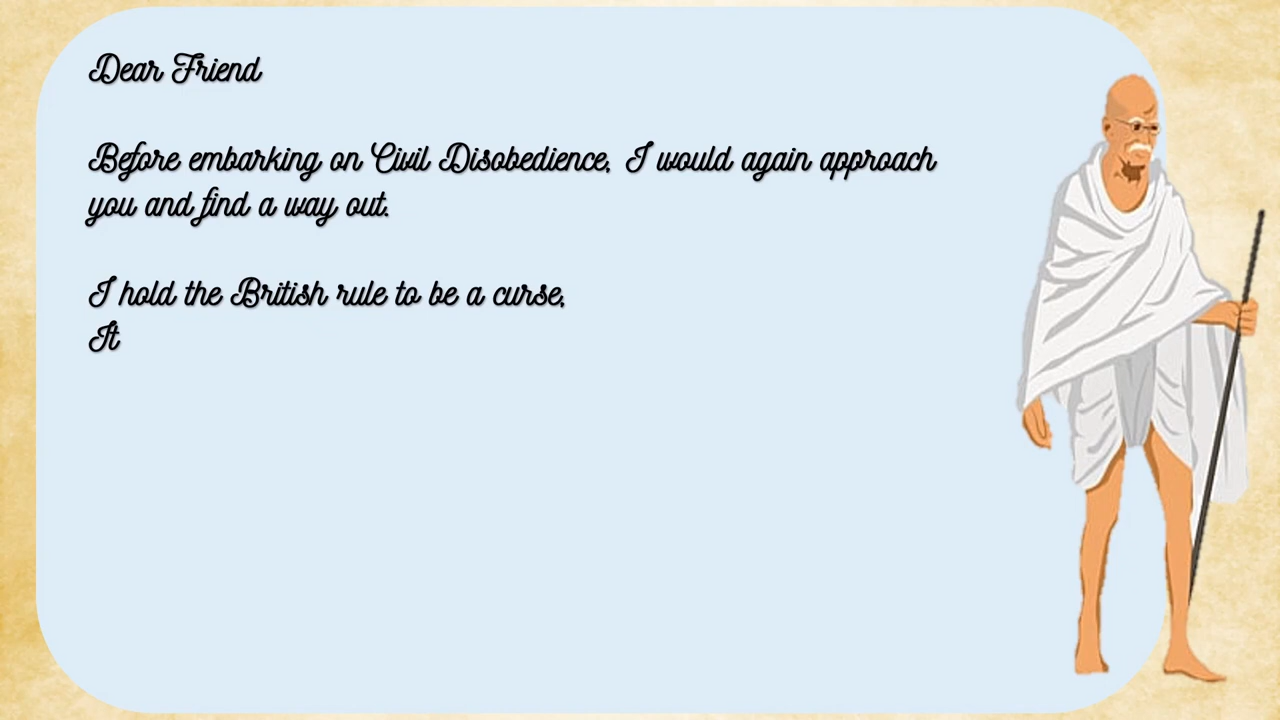 Dear Friend
Before embarking on Civil Disobedience, I would again approach
you and find a way out.
I hold the British rule to be a curse,
It